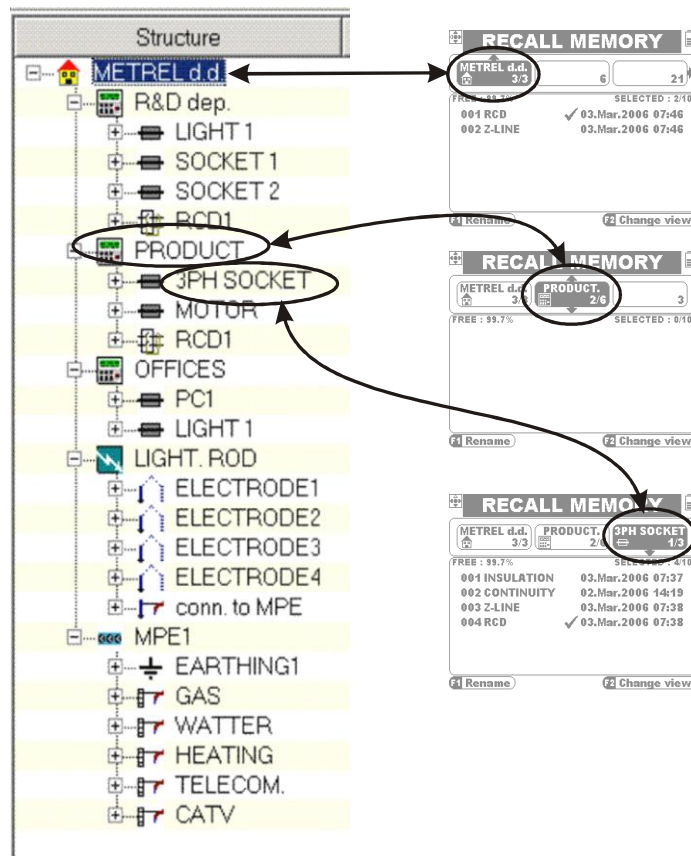 Structure
METREL d.d.
R&D dep.
LIGHT 1
SOCKET 1
SOCKET 2
RCD1
PRODUCT
3PH SOCKET
MOTOR
RCD1
OFFICES
PC1
LIGHT 1
LIGHT. ROD
ELECTRODE1
ELECTRODE2
ELECTRODE3
ELECTRODE4
conn. to MPE
MPE1
EARTHING1
GAS
WATTER
HEATING
TELECOM.
CATV
RECALL MEMORY
METREL d.d.
3/3 6 21
FREE : 99.7% SELECTED : 2/10
001 RCD ✓ 03.Mar.2006 07:46
002 Z-LINE 03.Mar.2006 07:46
F1 Rename F2 Change view
RECALL MEMORY
METREL d.d. PRODUCT.
3/3 2/6 3
FREE : 99.7% SELECTED : 0/10
F1 Rename F2 Change view
RECALL MEMORY
METREL d.d. PRODUCT. 3PH SOCKET
3/3 2/6 1/3
FREE : 99.7% SELECTED : 4/10
001 INSULATION 03.Mar.2006 07:37
002 CONTINUITY 02.Mar.2006 14:19
003 Z-LINE 03.Mar.2006 07:38
004 RCD ✓ 03.Mar.2006 07:38
F1 Rename F2 Change view